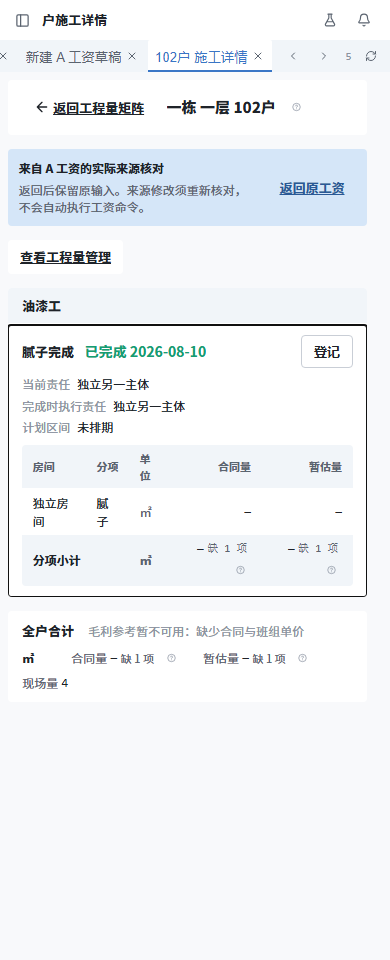 户施工详情
新建 A 工资草稿
102户 施工详情
5
返回工程量矩阵
一栋 一层 102户
来自 A 工资的实际来源核对
返回后保留原输入。来源修改须重新核对，
不会自动执行工资命令。
返回原工资
查看工程量管理
油漆工
腻子完成 已完成 2026-08-10
登记
当前责任 独立另一主体
完成时执行责任 独立另一主体
计划区间 未排期
房间 分项 单位 合同量 暂估量
独立房间 腻子 ㎡ – –
分项小计 ㎡ – 缺 1 项 – 缺 1 项
全户合计 毛利参考暂不可用：缺少合同与班组单价
㎡ 合同量 – 缺 1 项 暂估量 – 缺 1 项
现场量 4